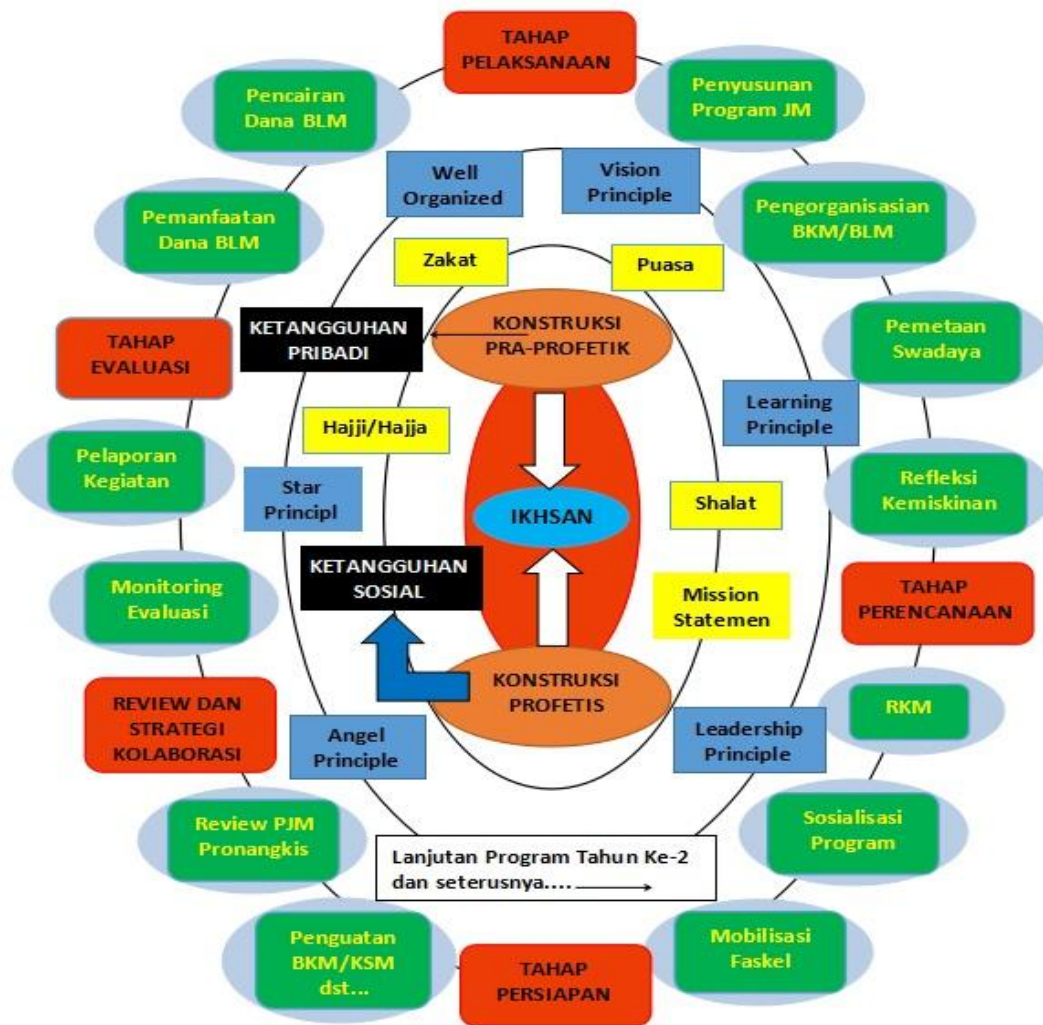 TAHAP
PELAKSANAAN
Pencairan
Dana BLM
Penyusunan
Program JM
Well
Organized
Vision
Principle
Pemanfaatan
Dana BLM
Pengorganisasian
BKM/BLM
Zakat
Puasa
KETANGGUHAN
PRIBADI
KONSTRUKSI
PRA-PROFETIK
TAHAP
EVALUASI
Pemetaan
Swadaya
Hajji/Hajja
Learning
Principle
Pelaporan
Kegiatan
Star
Principl
IKHSAN
Shalat
Refleksi
Kemiskinan
KETANGGUHAN
SOSIAL
Mission
Statemen
Monitoring
Evaluasi
TAHAP
PERENCANAAN
REVIEW DAN
STRATEGI
KOLABORASI
KONSTRUKSI
PROFETIS
RKM
Angel
Principle
Leadership
Principle
Review PJM
Pronangkis
Sosialisasi
Program
Lanjutan Program Tahun Ke-2
dan seterusnya....
Penguatan
BKM/KSM
dst...
TAHAP
PERSIAPAN
Mobilisasi
Faskel